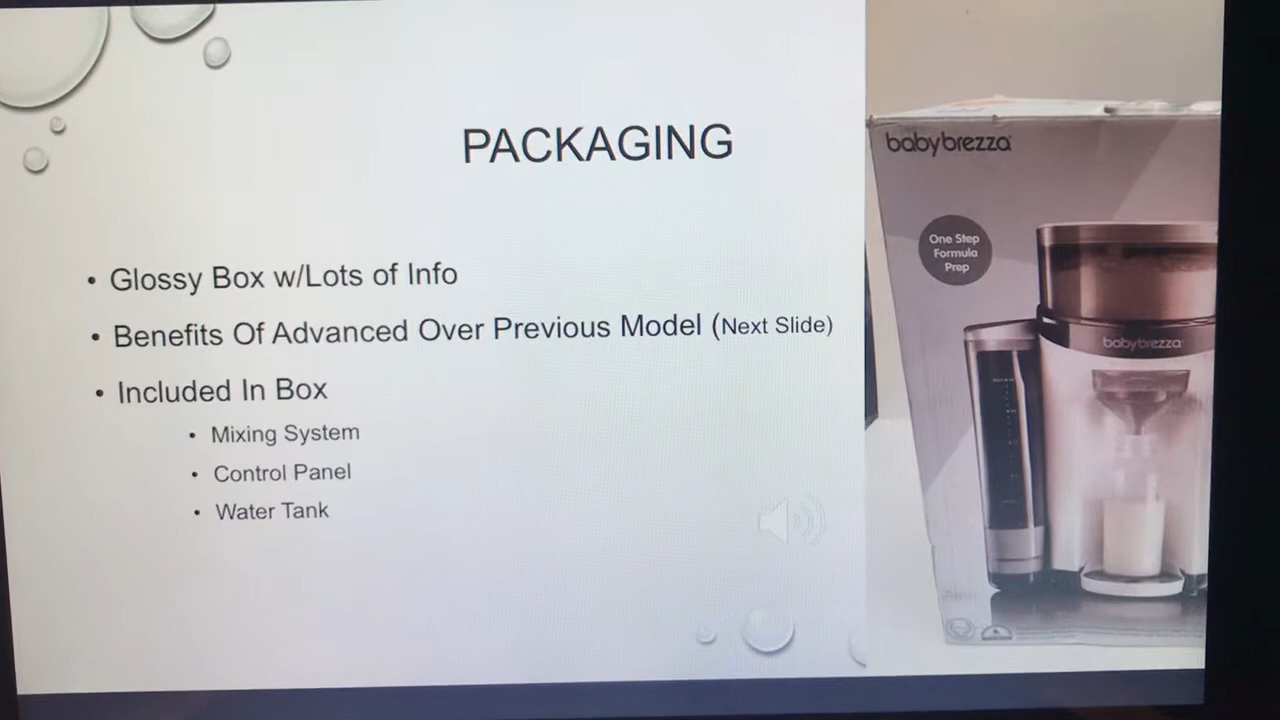 PACKAGING
• Glossy Box w/Lots of Info
• Benefits Of Advanced Over Previous Model (Next Slide)
• Included In Box
• Mixing System
• Control Panel
• Water Tank
babybrezza
One Step
Formula
Prep
babybrezza